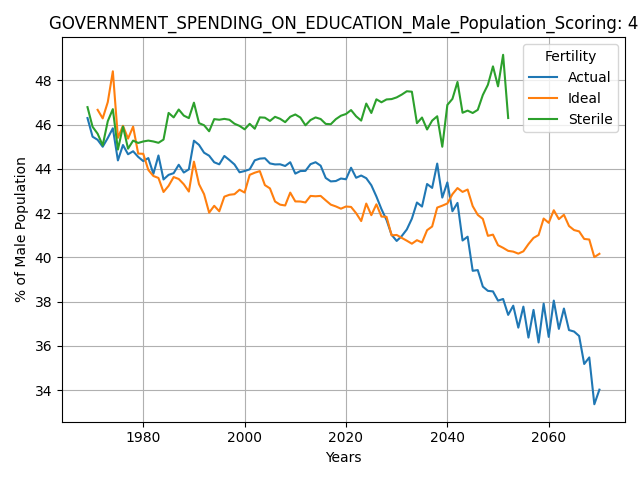 GOVERNMENT_SPENDING_ON_EDUCATION_Male_Population_Scoring: 4
Fertility
Actual
Ideal
Sterile
% of Male Population
48
46
44
42
40
38
36
34
1980
2000
2020
2040
2060
Years